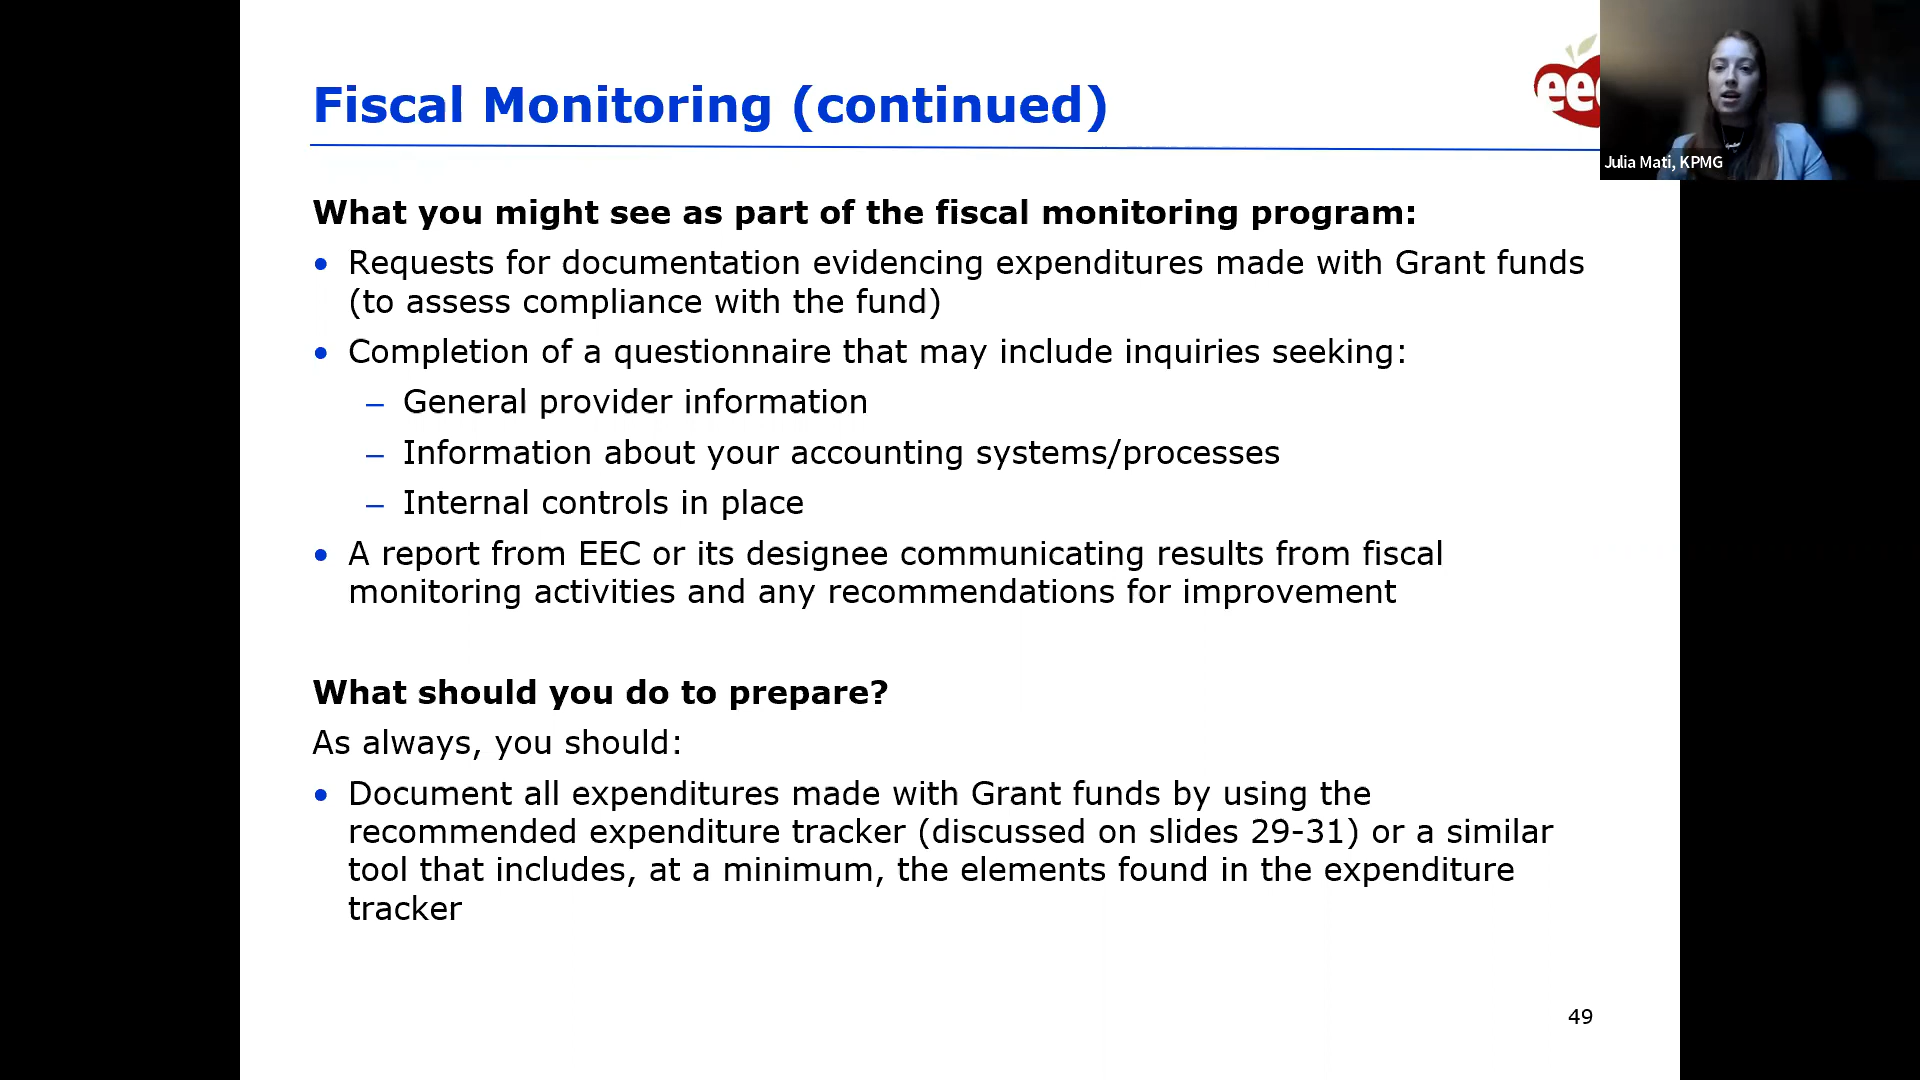 Fiscal Monitoring (continued)
ee
Julia Mati, KPMG
What you might see as part of the fiscal monitoring program:
• Requests for documentation evidencing expenditures made with Grant funds
(to assess compliance with the fund)
• Completion of a questionnaire that may include inquiries seeking:
– General provider information
– Information about your accounting systems/processes
– Internal controls in place
• A report from EEC or its designee communicating results from fiscal
monitoring activities and any recommendations for improvement
What should you do to prepare?
As always, you should:
• Document all expenditures made with Grant funds by using the
recommended expenditure tracker (discussed on slides 29-31) or a similar
tool that includes, at a minimum, the elements found in the expenditure
tracker
49